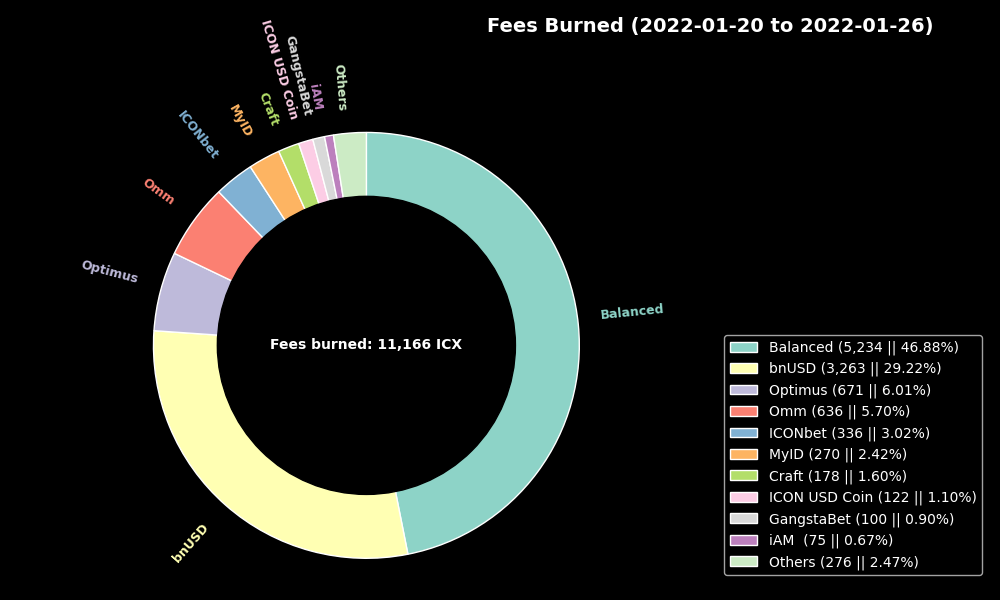 Fees Burned (2022-01-20 to 2022-01-26)
ICON USD Coin
GangstaBet
iAM
Others
Craft
MyID
ICONbet
Omm
Optimus
Balanced
Fees burned: 11,166 ICX
bnUSD
Balanced (5,234 || 46.88%)
bnUSD (3,263 || 29.22%)
Optimus (671 || 6.01%)
Omm (636 || 5.70%)
ICONbet (336 || 3.02%)
MyID (270 || 2.42%)
Craft (178 || 1.60%)
ICON USD Coin (122 || 1.10%)
GangstaBet (100 || 0.90%)
iAM  (75 || 0.67%)
Others (276 || 2.47%)